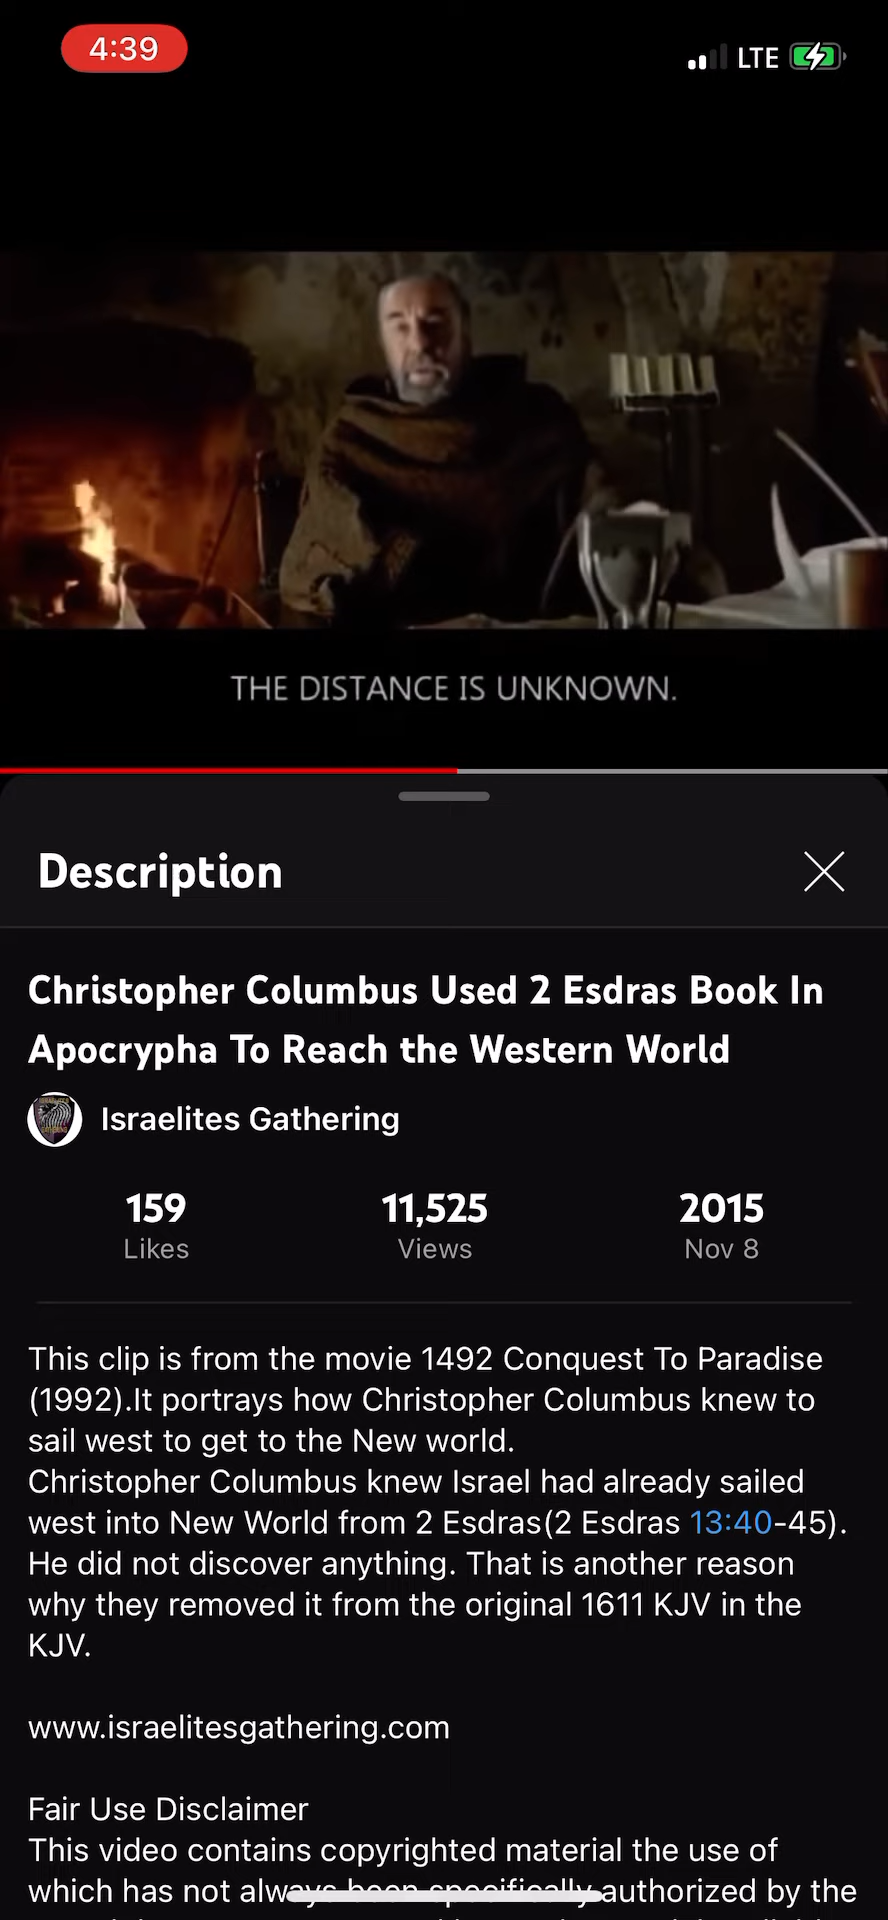 4:39
LTE
THE DISTANCE IS UNKNOWN.
Description
Christopher Columbus Used 2 Esdras Book In
Apocrypha To Reach the Western World
Israelites Gathering
159
11,525
2015
Likes
Views
Nov 8
This clip is from the movie 1492 Conquest To Paradise
(1992).It portrays how Christopher Columbus knew to
sail west to get to the New world.
Christopher Columbus knew Israel had already sailed
west into New World from 2 Esdras(2 Esdras 13:40-45).
He did not discover anything. That is another reason
why they removed it from the original 1611 KJV in the
KJV.
www.israelitesgathering.com
Fair Use Disclaimer
This video contains copyrighted material the use of
which has not always been specifically authorized by the